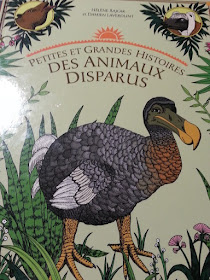 HÉLÈNE RAJCAK
ET DAMIEN LAVERDUNT
PETITES ET GRANDES HISTOIRES
DES ANIMAUX
DISPARUS